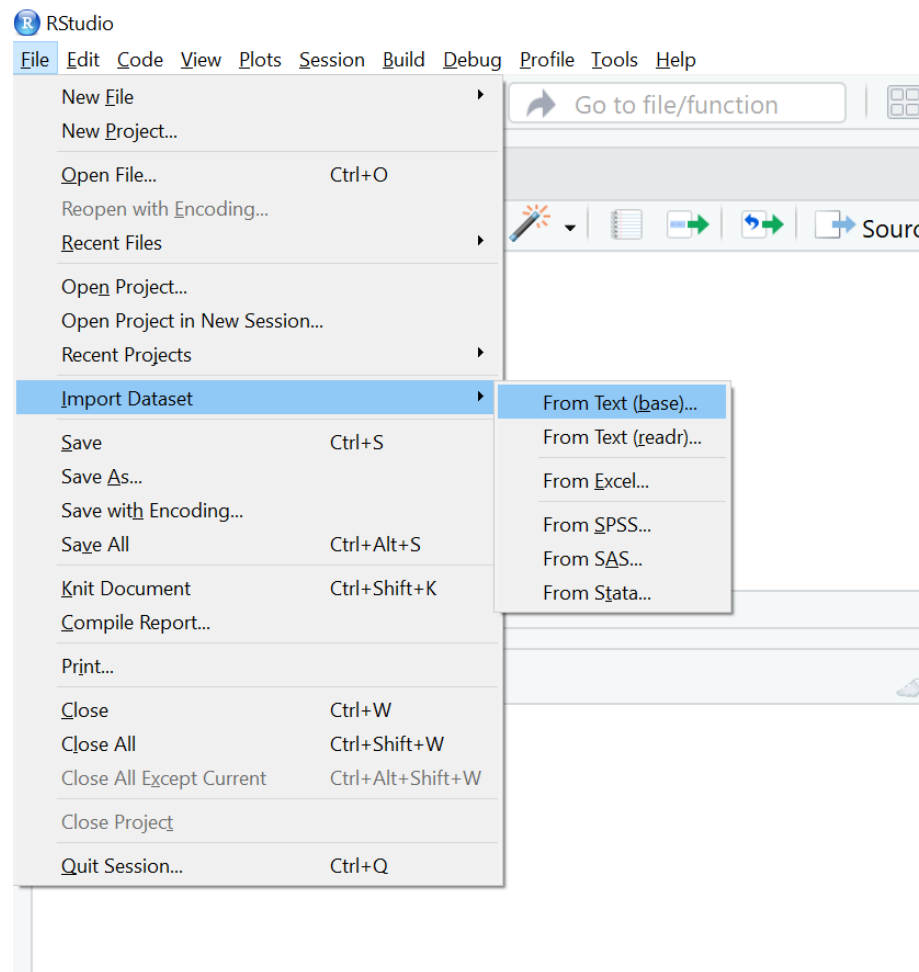 RStudio
File Edit Code View Plots Session Build Debug Profile Tools Help
New File
Go to file/function
New Project...
Open File... Ctrl+O
Reopen with Encoding...
Recent Files
Sourc
Open Project...
Open Project in New Session...
Recent Projects
Import Dataset
From Text (base)...
From Text (readr)...
From Excel...
From SPSS...
From SAS...
From Stata...
Save Ctrl+S
Save As...
Save with Encoding...
Save All Ctrl+Alt+S
Knit Document Ctrl+Shift+K
Compile Report...
Print...
Close Ctrl+W
Close All Ctrl+Shift+W
Close All Except Current Ctrl+Alt+Shift+W
Close Project
Quit Session... Ctrl+Q